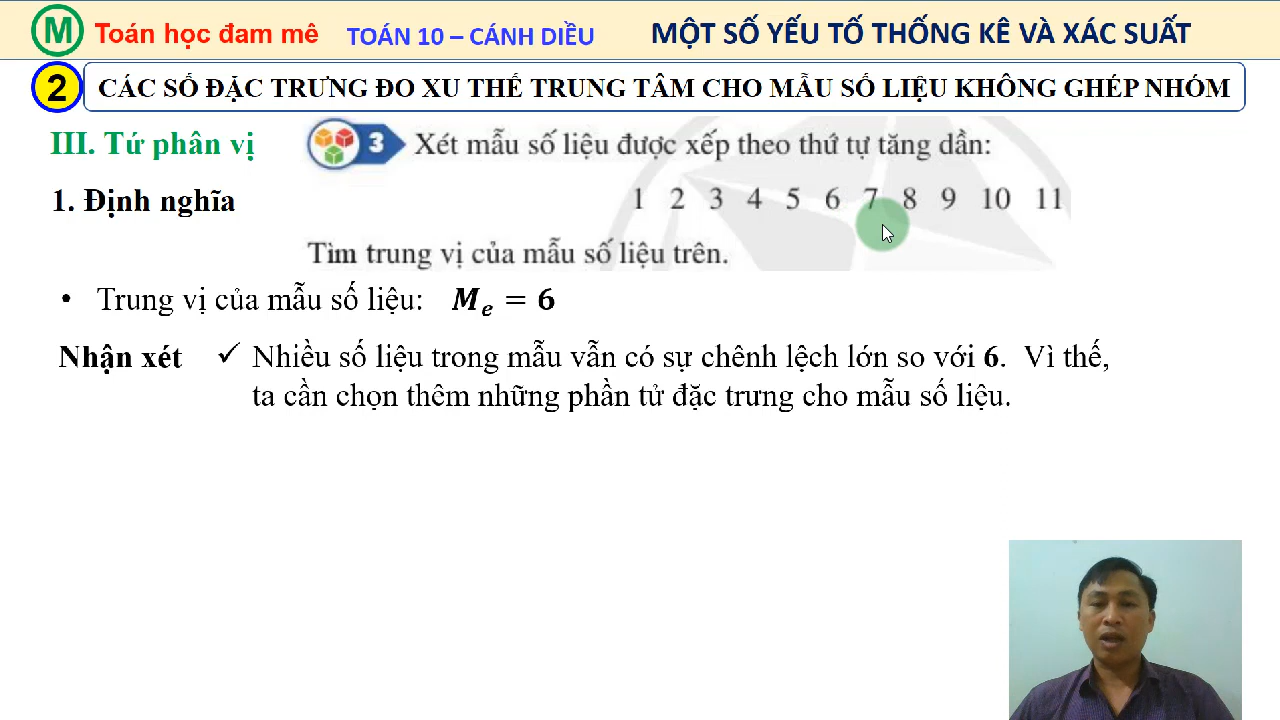 M Toán học đam mê TOÁN 10 – CÁNH DIỀU MỘT SỐ YẾU TỐ THỐNG KÊ VÀ XÁC SUẤT
2 CÁC SỐ ĐẶC TRƯNG ĐO XU THẾ TRUNG TÂM CHO MẪU SỐ LIỆU KHÔNG GHÉP NHÓM
III. Tứ phân vị 3 Xét mẫu số liệu được xếp theo thứ tự tăng dần:
1. Định nghĩa 1 2 3 4 5 6 7 8 9 10 11
Tìm trung vị của mẫu số liệu trên.
• Trung vị của mẫu số liệu: Mₑ = 6
Nhận xét ✓ Nhiều số liệu trong mẫu vẫn có sự chênh lệch lớn so với 6. Vì thế,
ta cần chọn thêm những phần tử đặc trưng cho mẫu số liệu.